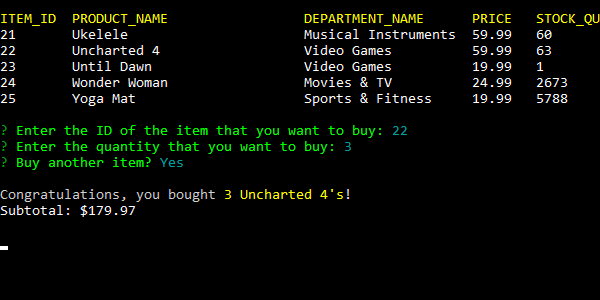 ITEM_ID PRODUCT_NAME DEPARTMENT_NAME PRICE STOCK_QU
21 Ukelele Musical Instruments 59.99 60
22 Uncharted 4 Video Games 59.99 63
23 Until Dawn Video Games 19.99 1
24 Wonder Woman Movies & TV 24.99 2673
25 Yoga Mat Sports & Fitness 19.99 5788
? Enter the ID of the item that you want to buy: 22
? Enter the quantity that you want to buy: 3
? Buy another item? Yes
Congratulations, you bought 3 Uncharted 4's!
Subtotal: $179.97